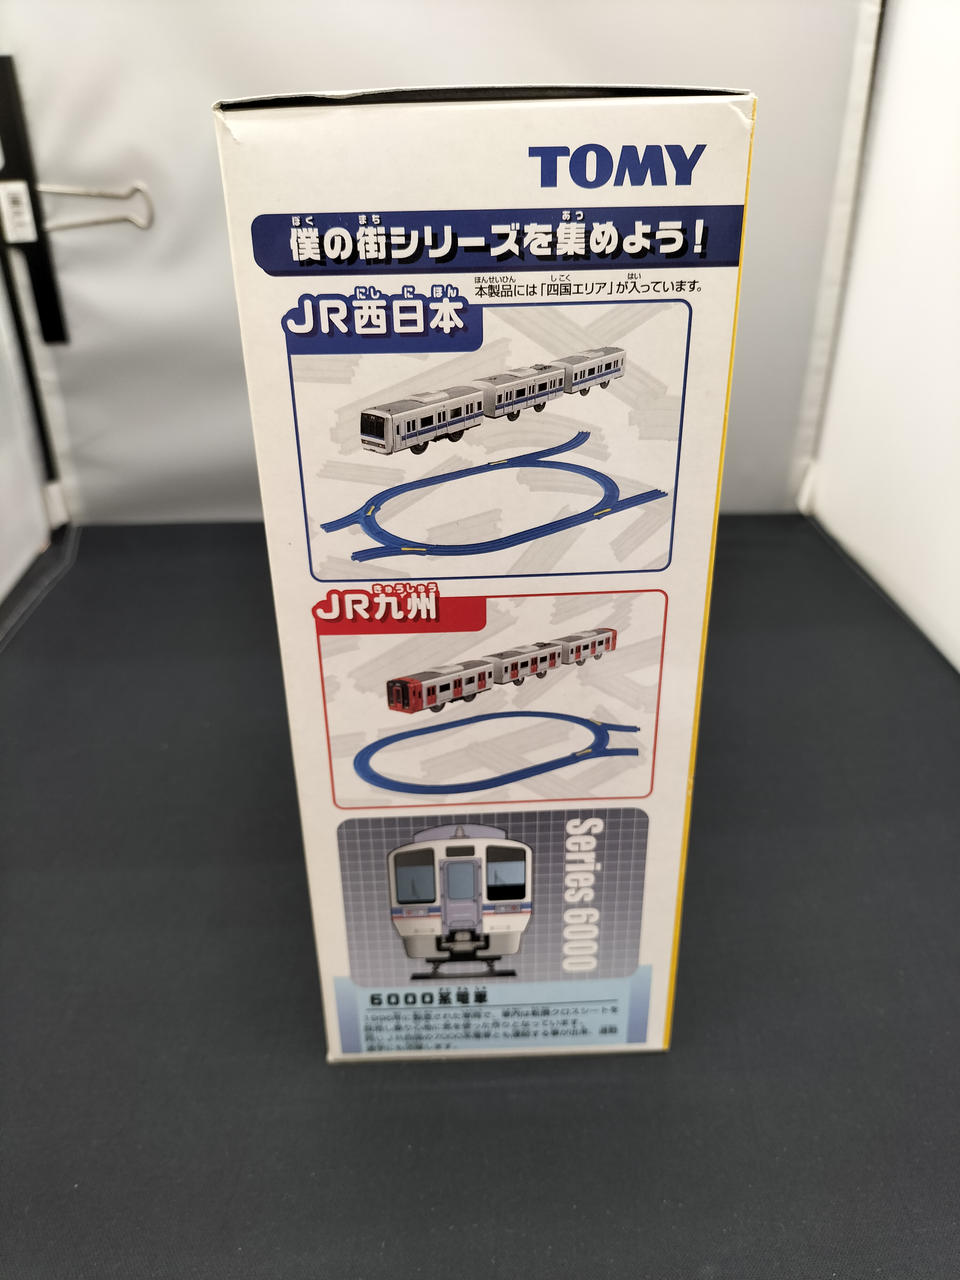 TOMY
僕の街シリーズを集めよう！
本製品には「四国エリア」が入っています。
JR西日本
JR九州
Series 6000
6000系電車